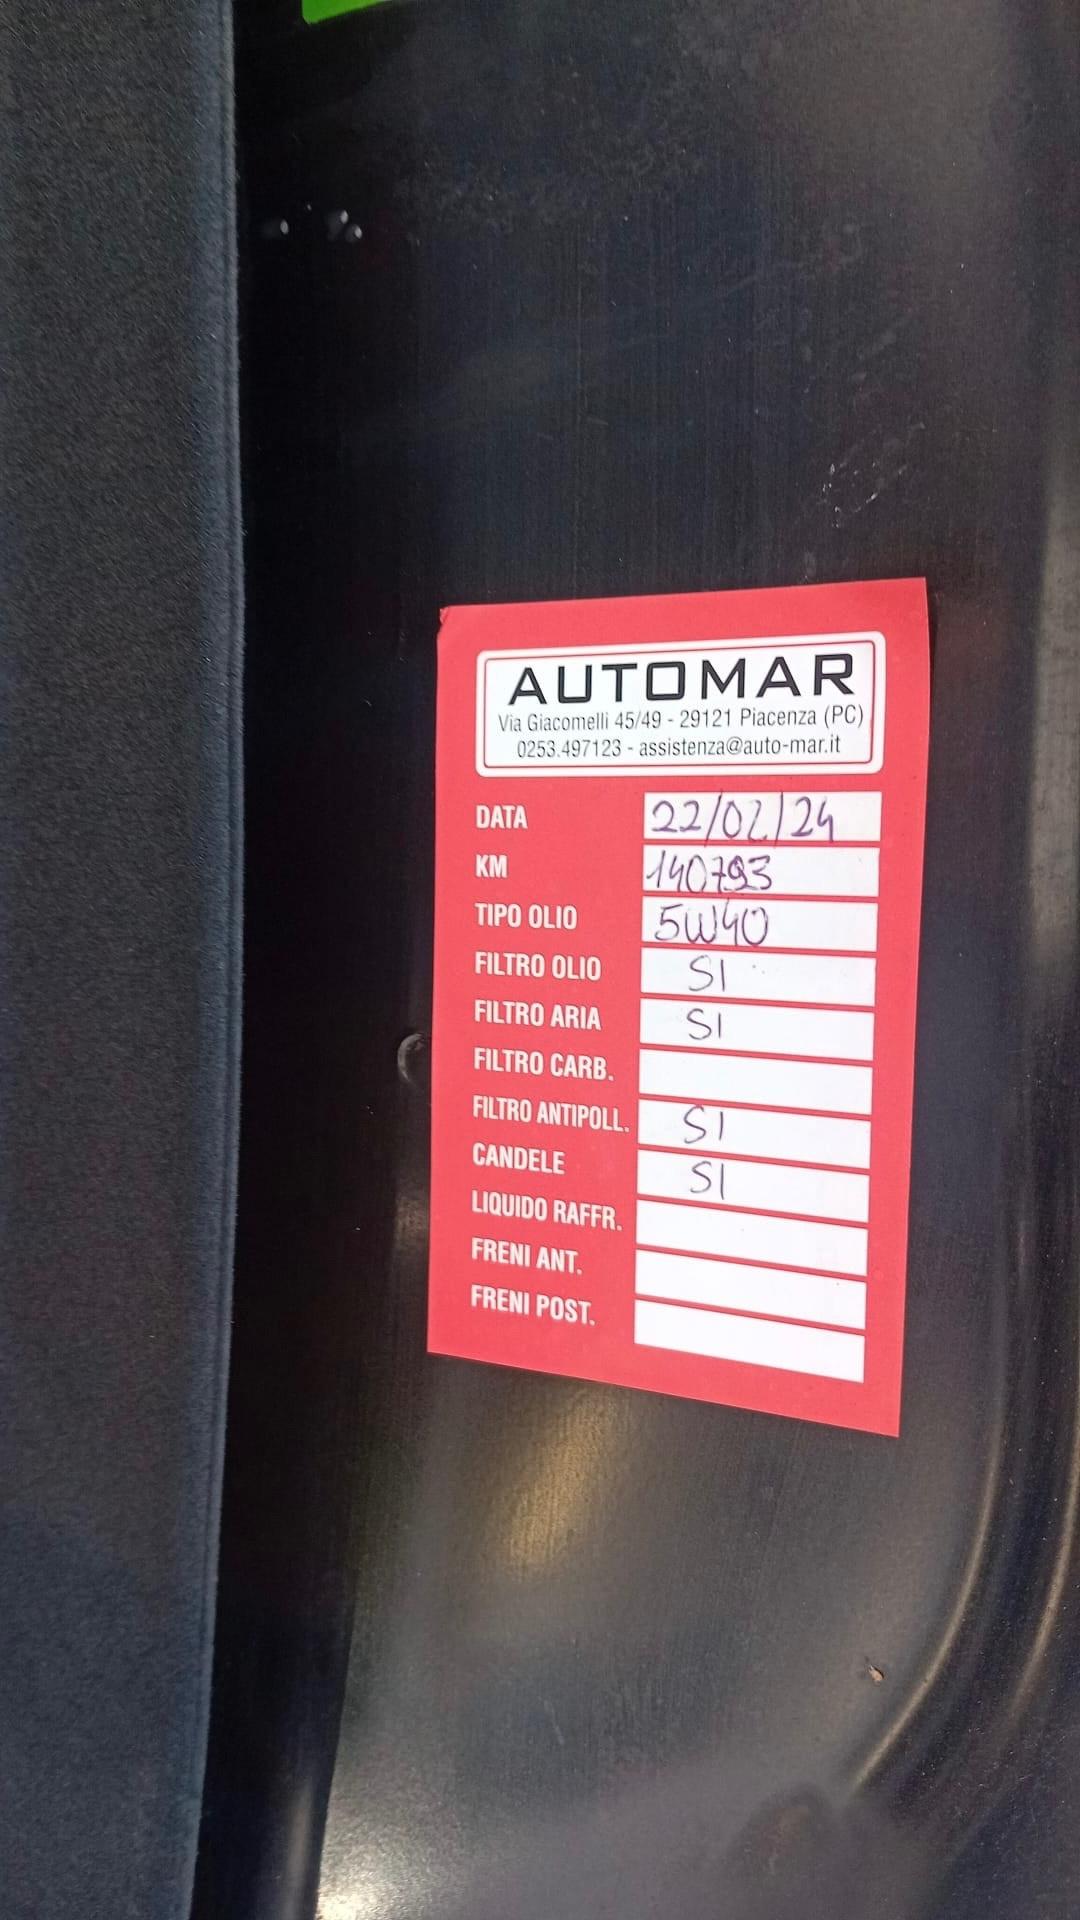 AUTOMAR
Via Giacomelli 45/49 - 29121 Piacenza (PC)
0253.497123 - assistenza@auto-mar.it
DATA 22/02/24
KM 140793
TIPO OLIO 5W40
FILTRO OLIO SI
FILTRO ARIA SI
FILTRO CARB.
FILTRO ANTIPOLL. SI
CANDELE SI
LIQUIDO RAFFR.
FRENI ANT.
FRENI POST.